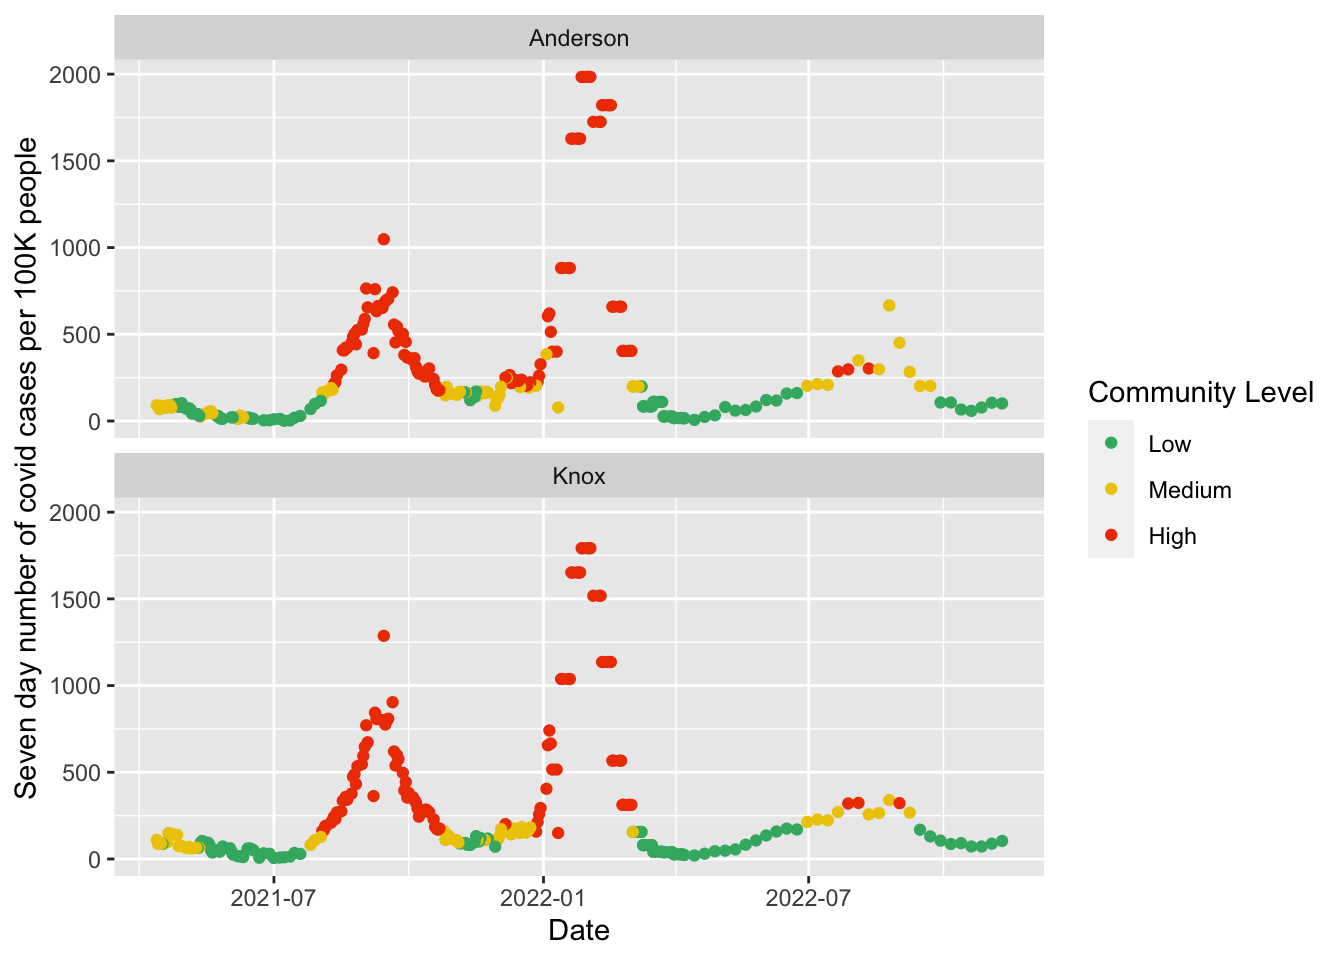 Anderson
2000
1500
1000
500
0
Knox
2000
1500
1000
500
0
2021-07 2022-01 2022-07
Date
Seven day number of covid cases per 100K people
Community Level
Low
Medium
High